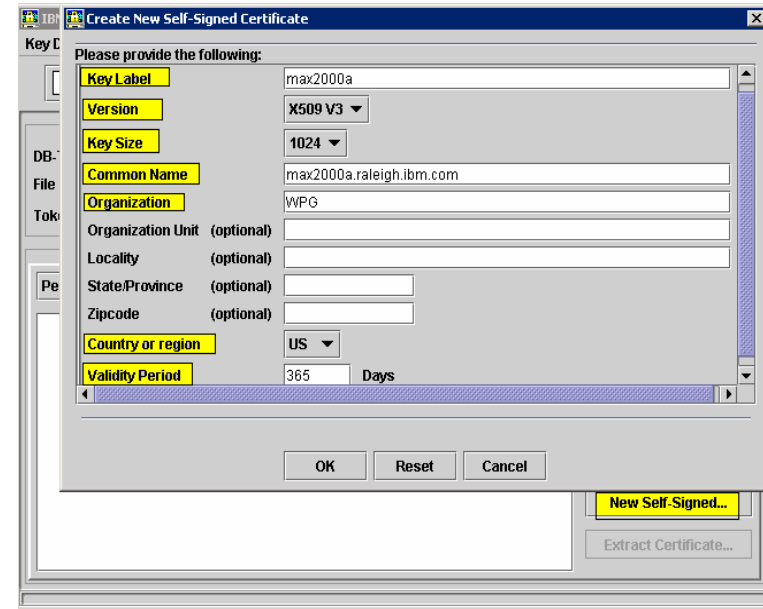 IB
Create New Self-Signed Certificate
Key D
Please provide the following:
Key Label max2000a
Version X509 V3
Key Size 1024
Common Name max2000a.raleigh.ibm.com
Organization WPG
Organization Unit (optional)
Locality (optional)
State/Province (optional)
Zipcode (optional)
Country or region US
Validity Period 365 Days
DB-
File
Tok
Pe
OK Reset Cancel
New Self-Signed...
Extract Certificate...